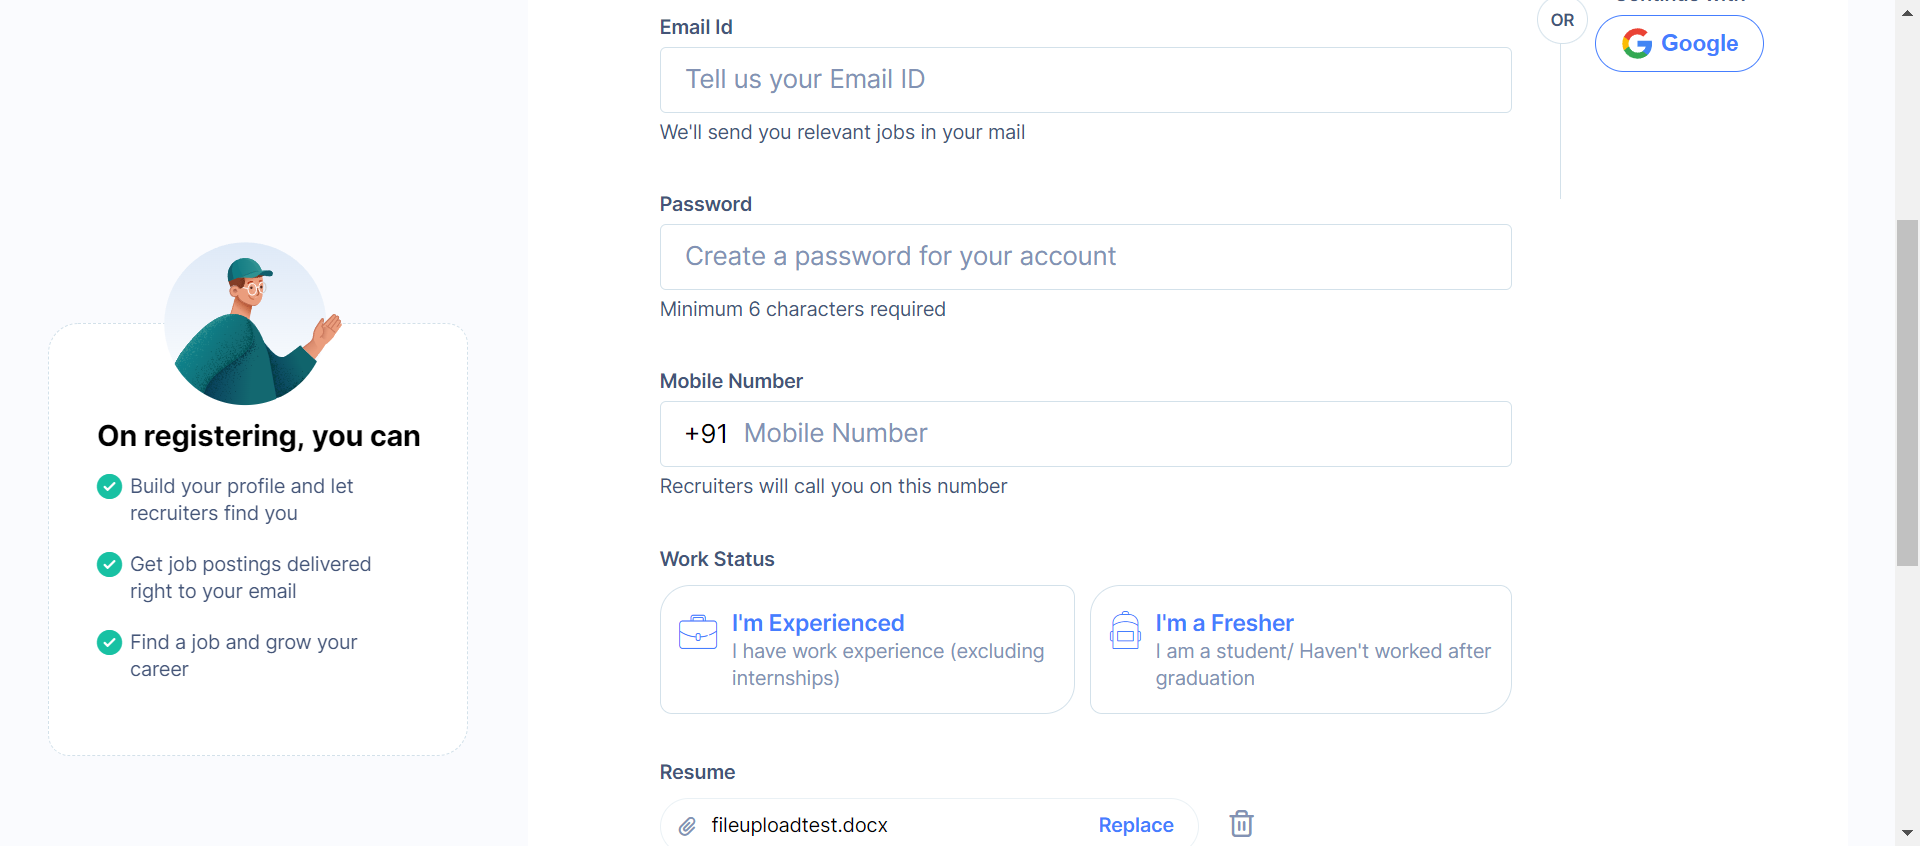 Email Id
Tell us your Email ID
We'll send you relevant jobs in your mail
OR
Google
Password
Create a password for your account
Minimum 6 characters required
Mobile Number
+91 Mobile Number
Recruiters will call you on this number
Work Status
I'm Experienced
I have work experience (excluding
internships)
I'm a Fresher
I am a student/ Haven't worked after
graduation
Resume
fileuploadtest.docx
Replace
On registering, you can
Build your profile and let
recruiters find you
Get job postings delivered
right to your email
Find a job and grow your
career